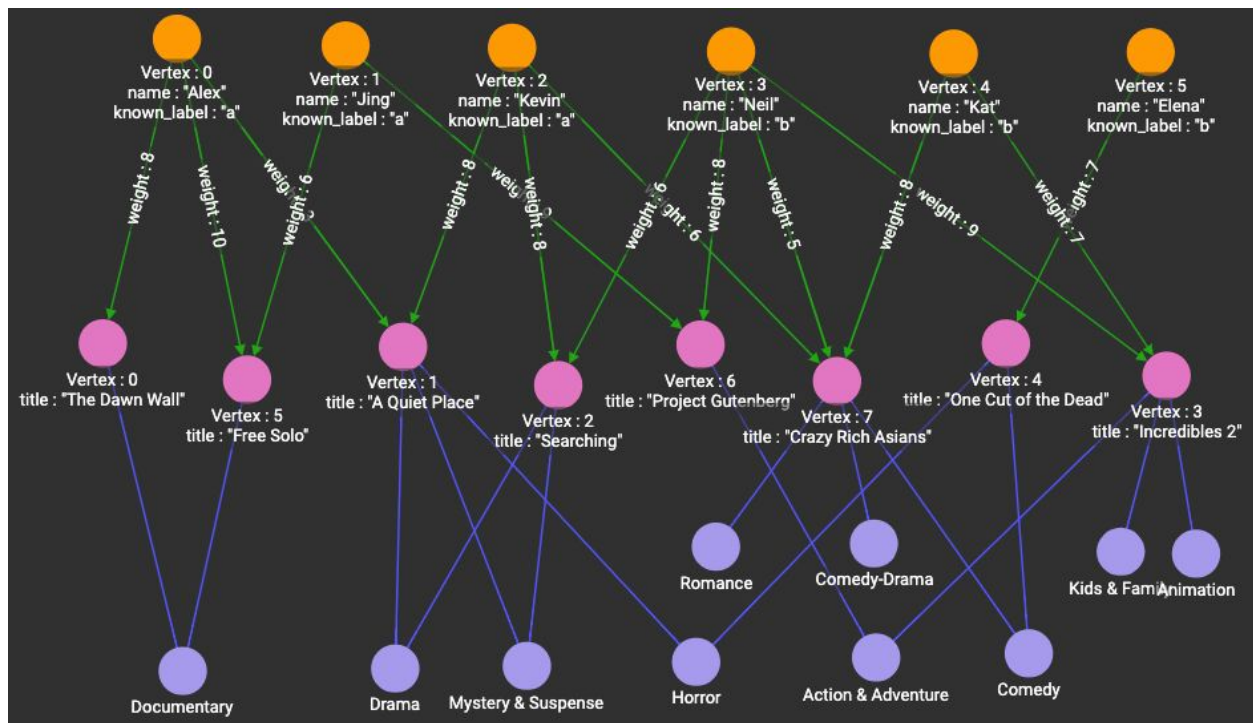 Vertex : 0
name : "Alex"
known_label : "a"
Vertex : 1
name : "Jing"
known_label : "a"
Vertex : 2
name : "Kevin"
known_label : "a"
Vertex : 3
name : "Neil"
known_label : "b"
Vertex : 4
name : "Kat"
known_label : "b"
Vertex : 5
name : "Elena"
known_label : "b"
weight : 8
weight : 10
weight :
weight : 6
weight :
weight : 8
weight : 8
weight : 6
weight : 6
weight : 8
weight : 5
weight : 9
weight : 8
weight : 7
weight : 7
Vertex : 0
title : "The Dawn Wall"
Vertex : 5
title : "Free Solo"
Vertex : 1
title : "A Quiet Place"
Vertex : 2
title : "Searching"
Vertex : 6
title : "Project Gutenberg"
Vertex : 7
title : "Crazy Rich Asians"
Vertex : 4
title : "One Cut of the Dead"
Vertex : 3
title : "Incredibles 2"
Romance
Comedy-Drama
Kids & Family
Animation
Documentary
Drama
Mystery & Suspense
Horror
Action & Adventure
Comedy